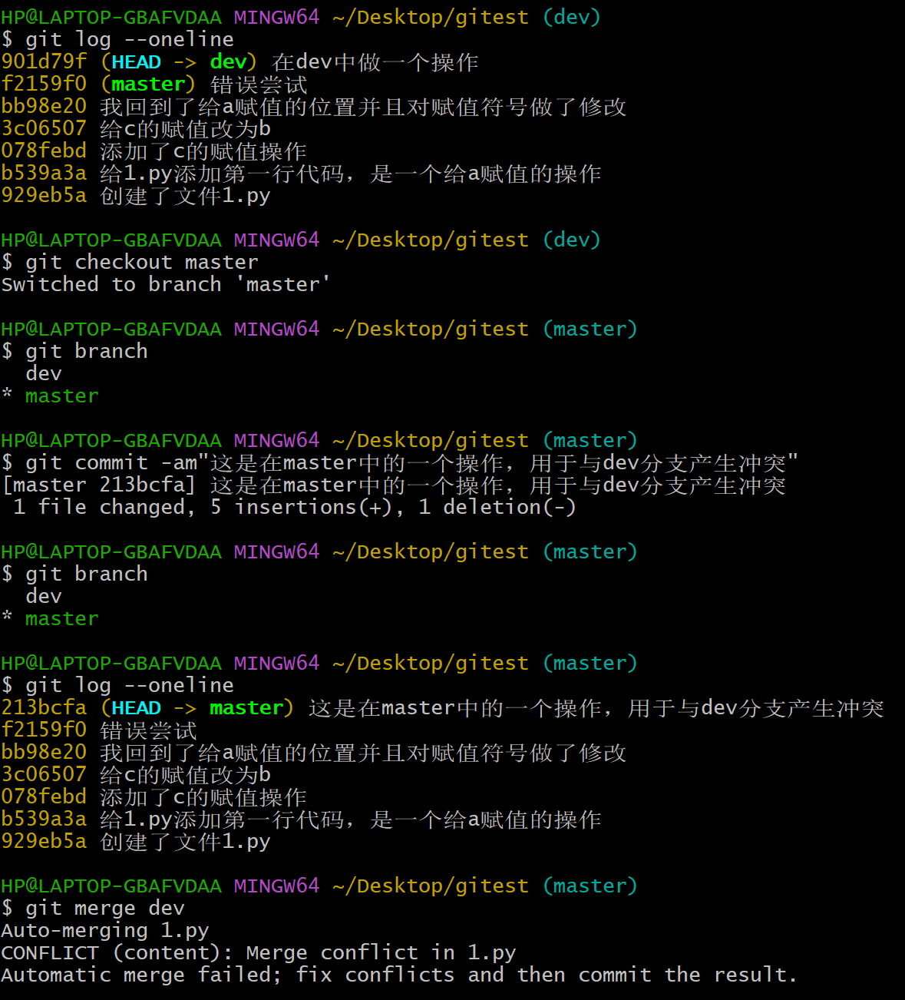 HP@LAPTOP-GBAFVDAA MINGW64 ~/Desktop/gitest (dev)
$ git log --oneline
901d79f (HEAD -> dev) 在dev中做一个操作
f2159f0 (master) 错误尝试
bb98e20 我回到了给a赋值的位置并且对赋值符号做了修改
3c06507 给c的赋值改为b
078febd 添加了c的赋值操作
b539a3a 给1.py添加第一行代码，是一个给a赋值的操作
929eb5a 创建了文件1.py
HP@LAPTOP-GBAFVDAA MINGW64 ~/Desktop/gitest (dev)
$ git checkout master
Switched to branch 'master'
HP@LAPTOP-GBAFVDAA MINGW64 ~/Desktop/gitest (master)
$ git branch
  dev
* master
HP@LAPTOP-GBAFVDAA MINGW64 ~/Desktop/gitest (master)
$ git commit -am"这是在master中的一个操作，用于与dev分支产生冲突"
[master 213bcfa] 这是在master中的一个操作，用于与dev分支产生冲突
 1 file changed, 5 insertions(+), 1 deletion(-)
HP@LAPTOP-GBAFVDAA MINGW64 ~/Desktop/gitest (master)
$ git branch
  dev
* master
HP@LAPTOP-GBAFVDAA MINGW64 ~/Desktop/gitest (master)
$ git log --oneline
213bcfa (HEAD -> master) 这是在master中的一个操作，用于与dev分支产生冲突
f2159f0 错误尝试
bb98e20 我回到了给a赋值的位置并且对赋值符号做了修改
3c06507 给c的赋值改为b
078febd 添加了c的赋值操作
b539a3a 给1.py添加第一行代码，是一个给a赋值的操作
929eb5a 创建了文件1.py
HP@LAPTOP-GBAFVDAA MINGW64 ~/Desktop/gitest (master)
$ git merge dev
Auto-merging 1.py
CONFLICT (content): Merge conflict in 1.py
Automatic merge failed; fix conflicts and then commit the result.